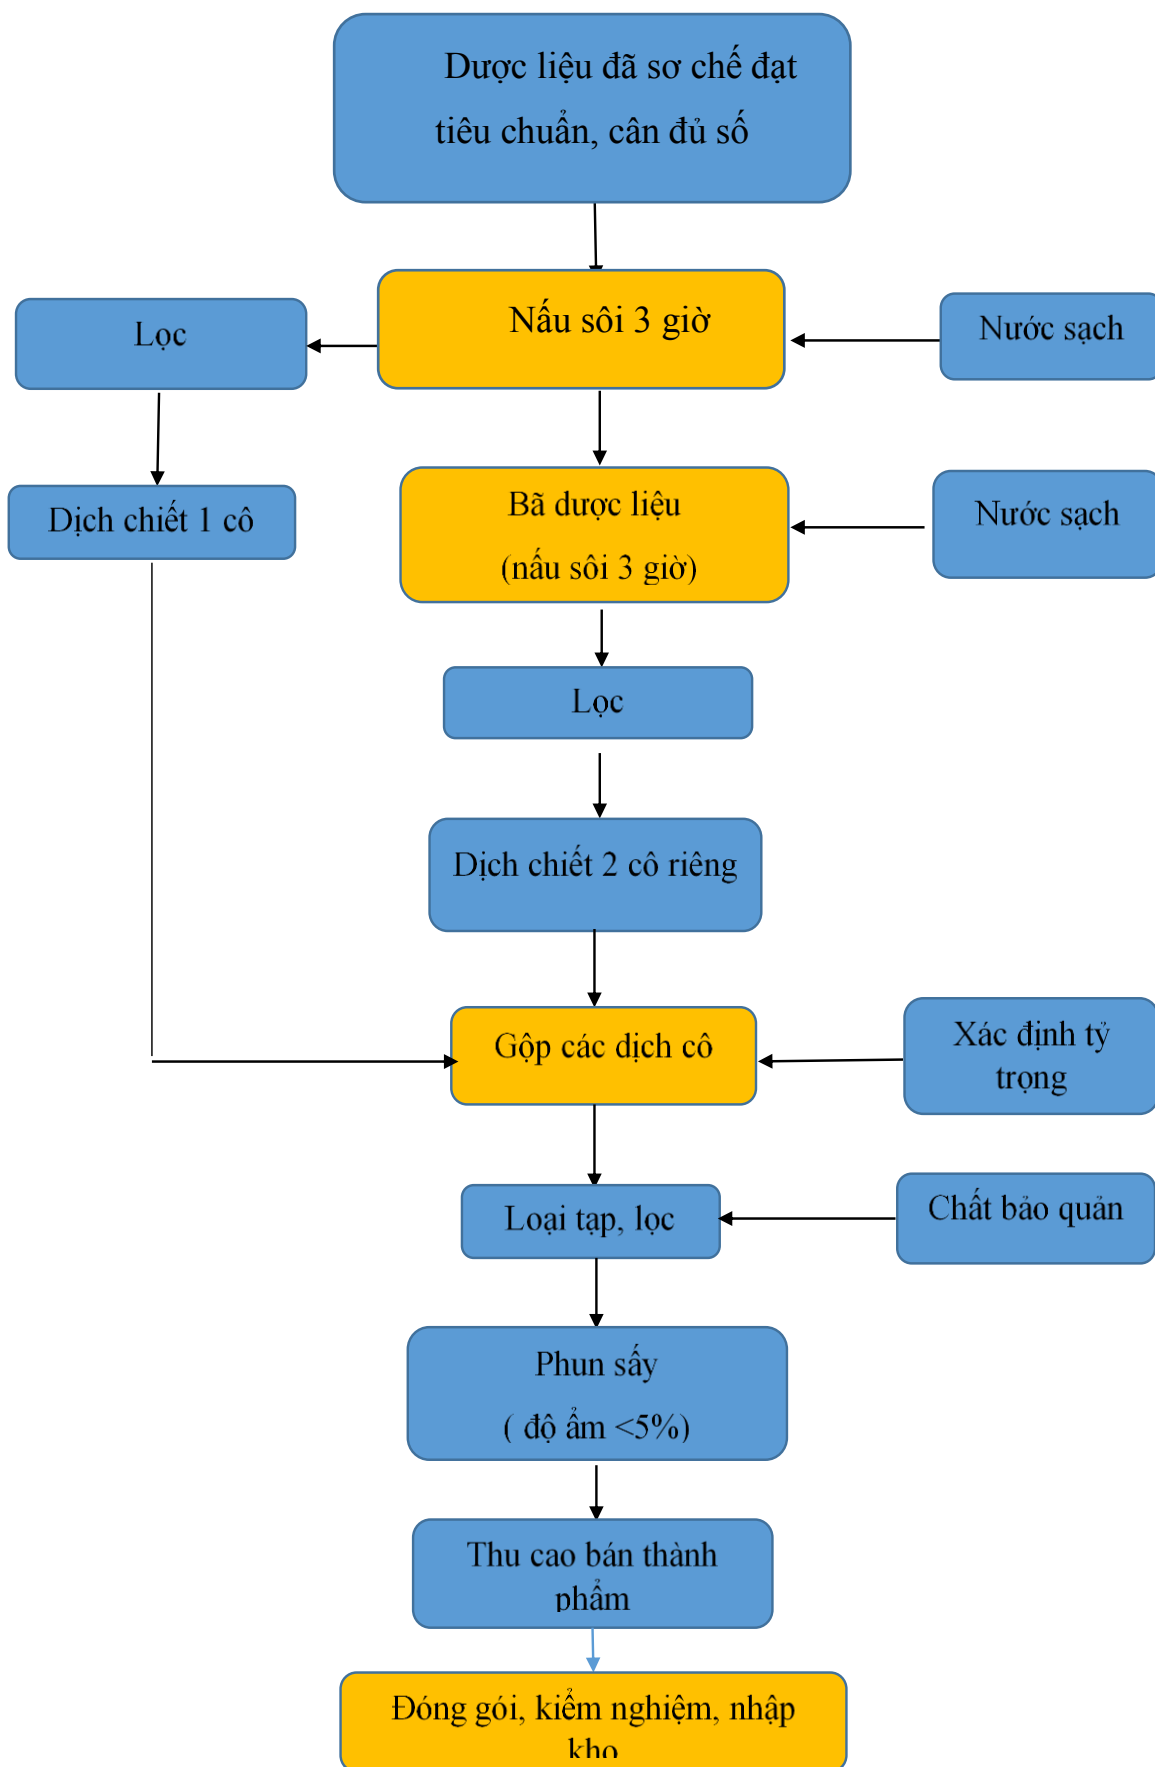 Dược liệu đã sơ chế đạt
tiêu chuẩn, cân đủ số
Nấu sôi 3 giờ
Lọc
Nước sạch
Dịch chiết 1 cô
Bã dược liệu
(nấu sôi 3 giờ)
Nước sạch
Lọc
Dịch chiết 2 cô riêng
Gộp các dịch cô
Xác định tỷ
trọng
Loại tạp, lọc
Chất bảo quản
Phun sấy
( độ ẩm <5%)
Thu cao bán thành
phẩm
Đóng gói, kiểm nghiệm, nhập
kho